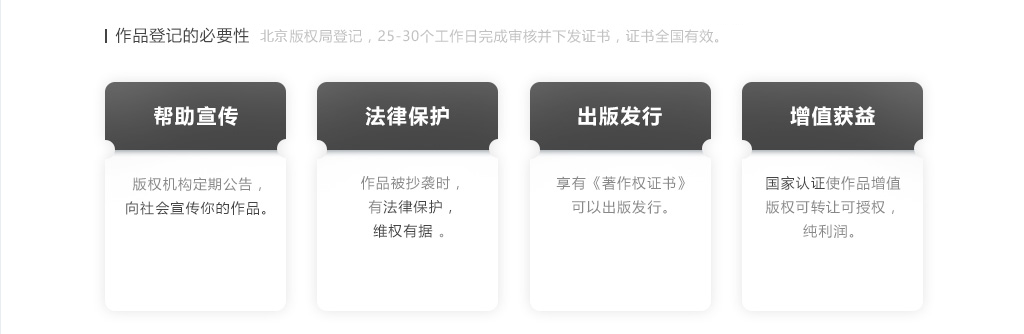 作品登记的必要性 北京版权局登记，25-30个工作日完成审核并下发证书，证书全国有效。
帮助宣传
版权机构定期公告，
向社会宣传你的作品。
法律保护
作品被抄袭时，
有法律保护，
维权有据 。
出版发行
享有《著作权证书》
可以出版发行。
增值获益
国家认证使作品增值
版权可转让可授权，
纯利润。